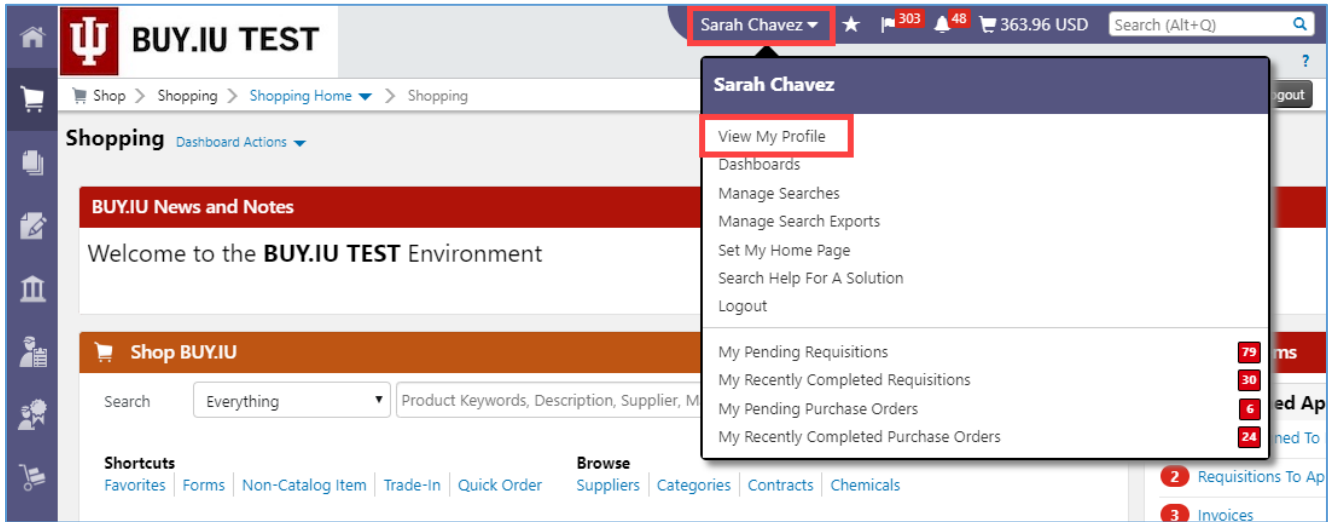 BUY.IU TEST
Sarah Chavez
303
48
363.96 USD
Search (Alt+Q)
?
Shop > Shopping > Shopping Home > Shopping
gout
Shopping Dashboard Actions
Sarah Chavez
View My Profile
Dashboards
Manage Searches
Manage Search Exports
Set My Home Page
Search Help For A Solution
Logout
My Pending Requisitions 79
My Recently Completed Requisitions 30
My Pending Purchase Orders 6
My Recently Completed Purchase Orders 24
BUY.IU News and Notes
Welcome to the BUY.IU TEST Environment
Shop BUY.IU
Search Everything Product Keywords, Description, Supplier, M
Shortcuts
Favorites Forms Non-Catalog Item Trade-In Quick Order
Browse
Suppliers Categories Contracts Chemicals
ms
ed Ap
ned To
2 Requisitions To Ap
3 Invoices